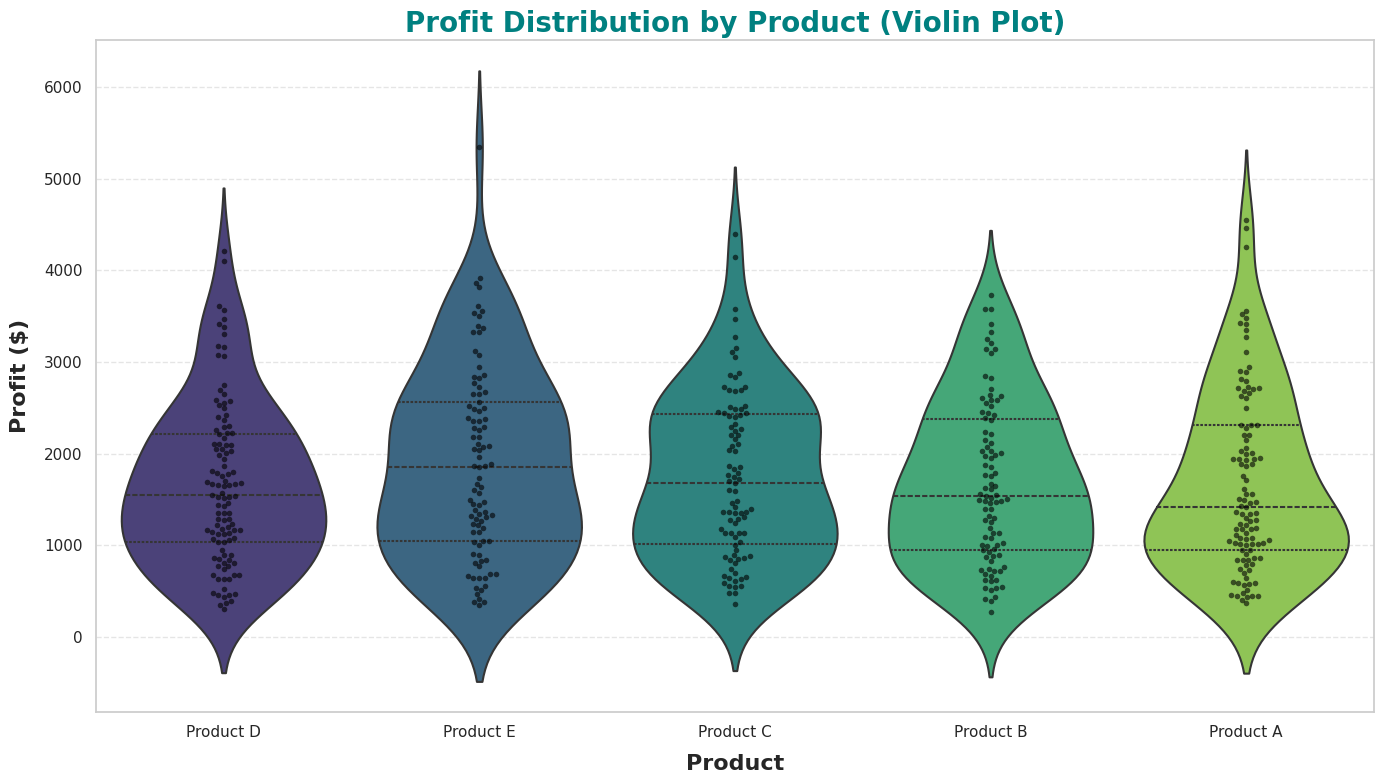 Profit Distribution by Product (Violin Plot)
Profit ($)
6000
5000
4000
3000
2000
1000
0
Product D Product E Product C Product B Product A
Product